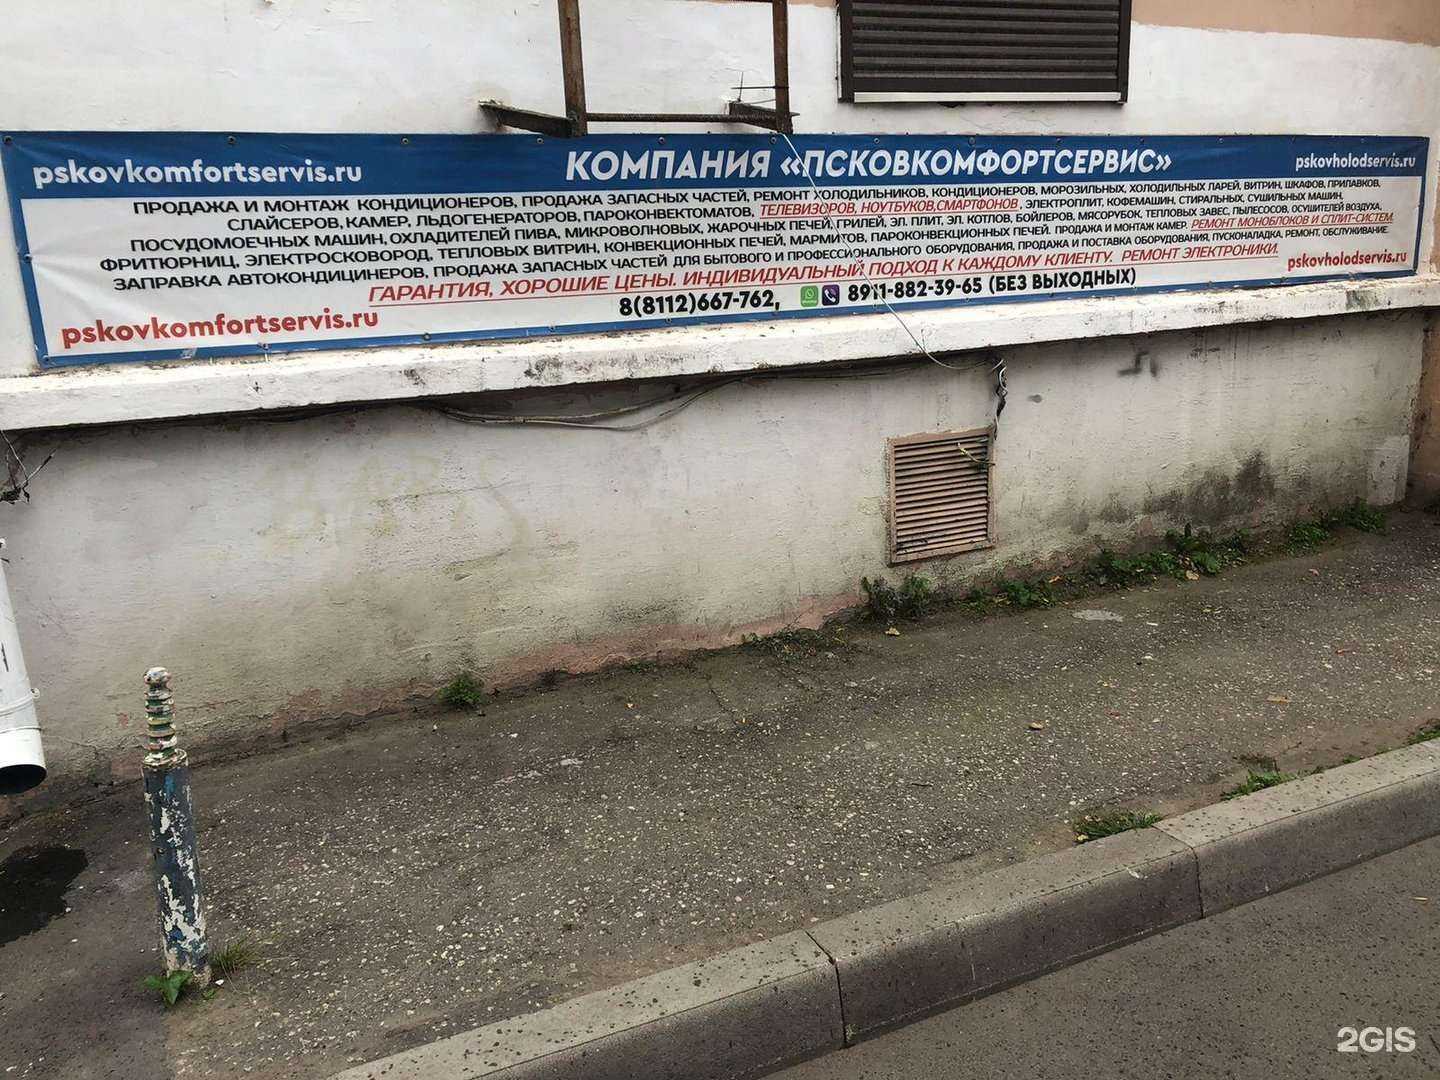 pskovkomfortservis.ru
КОМПАНИЯ «ПСКОВКОМФОРТСЕРВИС»
pskovholodservis.ru
ПРОДАЖА И МОНТАЖ КОНДИЦИОНЕРОВ, ПРОДАЖА ЗАПАСНЫХ ЧАСТЕЙ, РЕМОНТ ХОЛОДИЛЬНИКОВ, КОНДИЦИОНЕРОВ, МОРОЗИЛЬНЫХ, ХОЛОДИЛЬНЫХ ЛАРЕЙ, ВИТРИН, ШКАФОВ, ПРИЛАВКОВ,
СЛАЙСЕРОВ, КАМЕР, ЛЬДОГЕНЕРАТОРОВ, ПАРОКОНВЕКТОМАТОВ, ТЕЛЕВИЗОРОВ, НОУТБУКОВ,СМАРТФОНОВ, ЭЛЕКТРОПЛИТ, КОФЕМАШИН, СТИРАЛЬНЫХ, СУШИЛЬНЫХ МАШИН,
ПОСУДОМОЕЧНЫХ МАШИН, ОХЛАДИТЕЛЕЙ ПИВА, МИКРОВОЛНОВЫХ, ЖАРОЧНЫХ ПЕЧЕЙ, ГРИЛЕЙ, ЭЛ. ПЛИТ, ЭЛ. КОТЛОВ, БОЙЛЕРОВ, МЯСОРУБОК, ТЕПЛОВЫХ ЗАВЕС, ПЫЛЕСОСОВ, ОСУШИТЕЛЕЙ ВОЗДУХА,
ФРИТЮРНИЦ, ЭЛЕКТРОСКОВОРОД, ТЕПЛОВЫХ ВИТРИН, КОНВЕКЦИОННЫХ ПЕЧЕЙ, МАРМИТОВ, ПАРОКОНВЕКЦИОННЫХ ПЕЧЕЙ. ПРОДАЖА И МОНТАЖ КАМЕР. РЕМОНТ МОНОБЛОКОВ И СПЛИТ-СИСТЕМ.
ЗАПРАВКА АВТОКОНДИЦИНЕРОВ, ПРОДАЖА ЗАПАСНЫХ ЧАСТЕЙ ДЛЯ БЫТОВОГО И ПРОФЕССИОНАЛЬНОГО ОБОРУДОВАНИЯ, ПРОДАЖА И ПОСТАВКА ОБОРУДОВАНИЯ, ПУСКОНАЛАДКА, РЕМОНТ, ОБСЛУЖИВАНИЕ.
ГАРАНТИЯ, ХОРОШИЕ ЦЕНЫ. ИНДИВИДУАЛЬНЫЙ ПОДХОД К КАЖДОМУ КЛИЕНТУ. РЕМОНТ ЭЛЕКТРОНИКИ.
pskovholodservis.ru
pskovkomfortservis.ru
8(8112)667-762, 8911-882-39-65 (БЕЗ ВЫХОДНЫХ)
2GIS